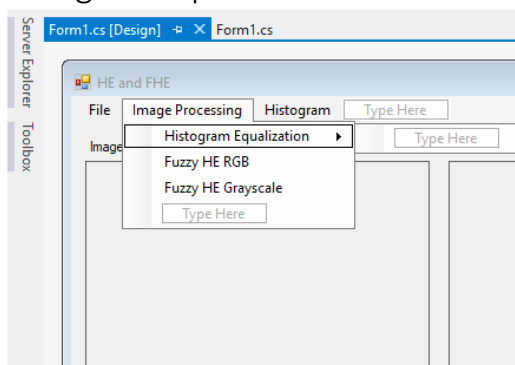 Server Explorer
Toolbox
Form1.cs [Design]
Form1.cs
HE and FHE
File Image Processing Histogram Type Here
Image
Histogram Equalization Type Here
Fuzzy HE RGB
Fuzzy HE Grayscale
Type Here